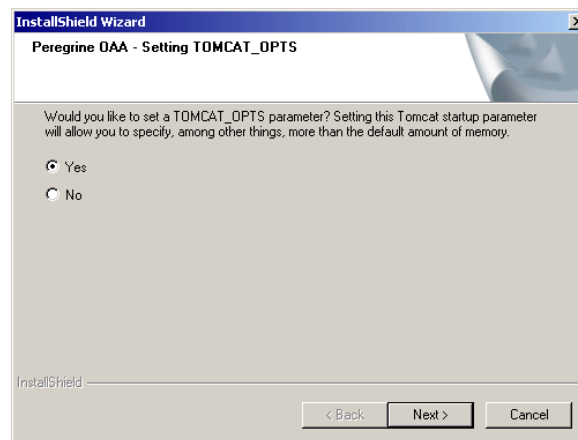 InstallShield Wizard
Peregrine OAA - Setting TOMCAT_OPTS
Would you like to set a TOMCAT_OPTS parameter? Setting this Tomcat startup parameter
will allow you to specify, among other things, more than the default amount of memory.
Yes
No
InstallShield
< Back
Next >
Cancel